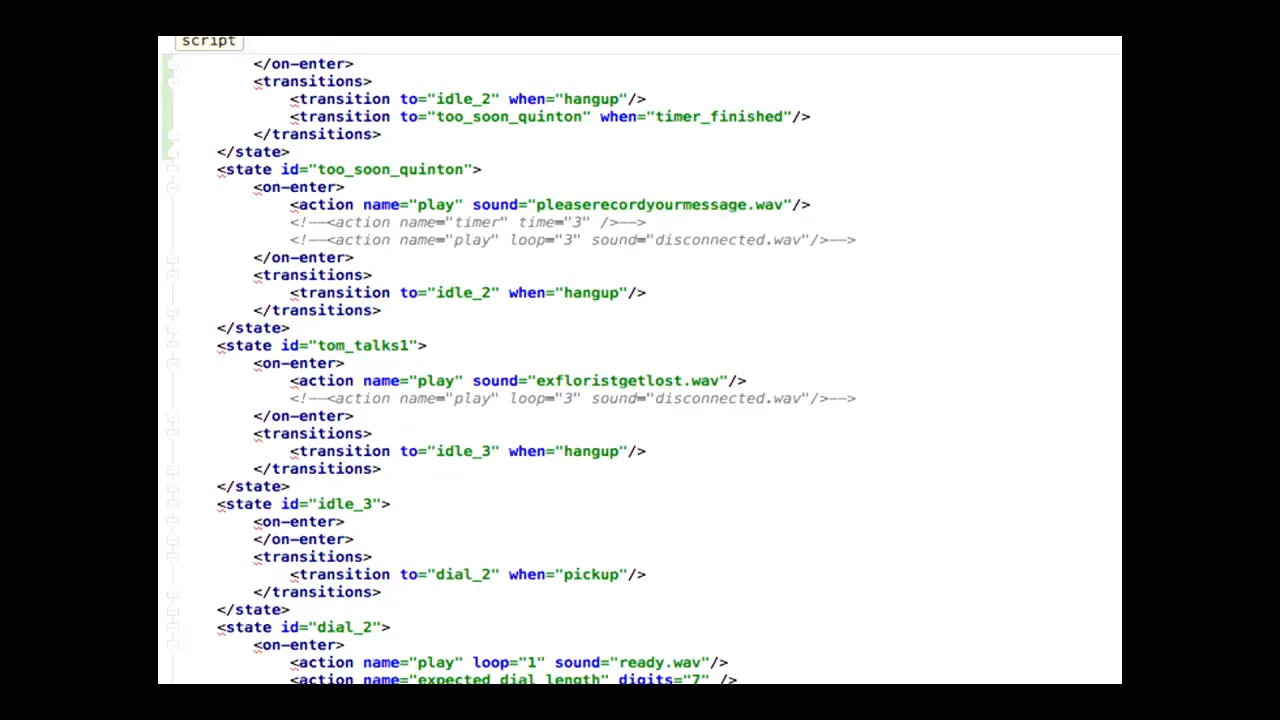 script
</on-enter>
<transitions>
<transition to="idle_2" when="hangup"/>
<transition to="too_soon_quinton" when="timer_finished"/>
</transitions>
</state>
<state id="too_soon_quinton">
<on-enter>
<action name="play" sound="pleaserecordyourmessage.wav"/>
<!--<action name="timer" time="3" />-->
<!--<action name="play" loop="3" sound="disconnected.wav"/>-->
</on-enter>
<transitions>
<transition to="idle_2" when="hangup"/>
</transitions>
</state>
<state id="tom_talks1">
<on-enter>
<action name="play" sound="exfloristgetlost.wav"/>
<!--<action name="play" loop="3" sound="disconnected.wav"/>-->
</on-enter>
<transitions>
<transition to="idle_3" when="hangup"/>
</transitions>
</state>
<state id="idle_3">
<on-enter>
</on-enter>
<transitions>
<transition to="dial_2" when="pickup"/>
</transitions>
</state>
<state id="dial_2">
<on-enter>
<action name="play" loop="1" sound="ready.wav"/>
<action name="expected_dial_length" digits="7" />